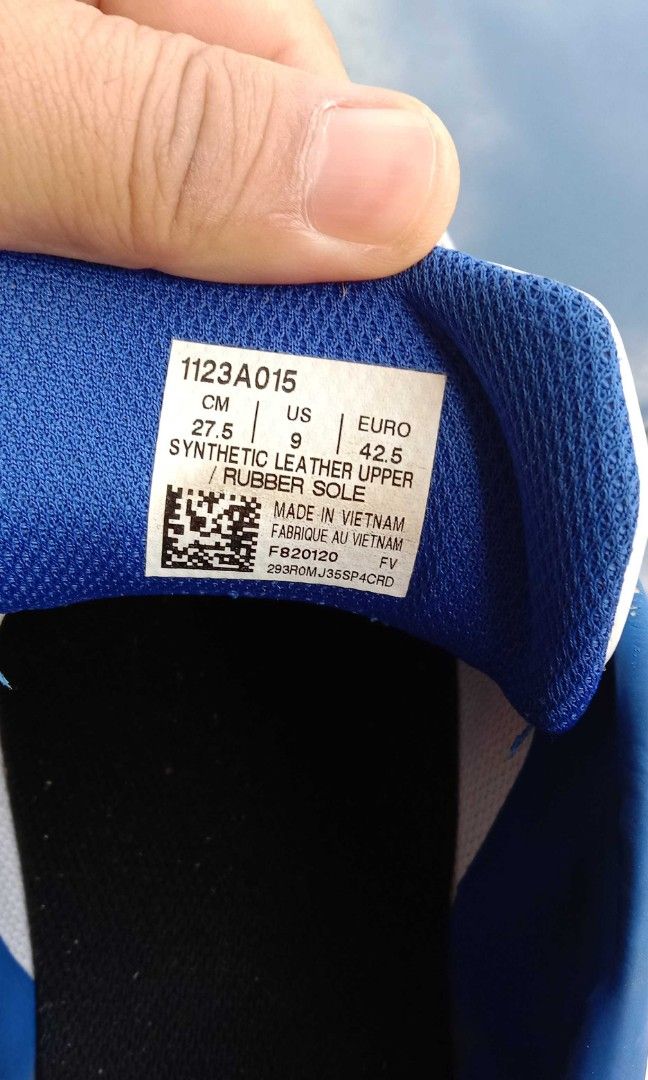 1123A015
CM | US | EURO
27.5 | 9 | 42.5
SYNTHETIC LEATHER UPPER
/ RUBBER SOLE
MADE IN VIETNAM
FABRIQUE AU VIETNAM
F820120 FV
293R0MJ35SP4CRD